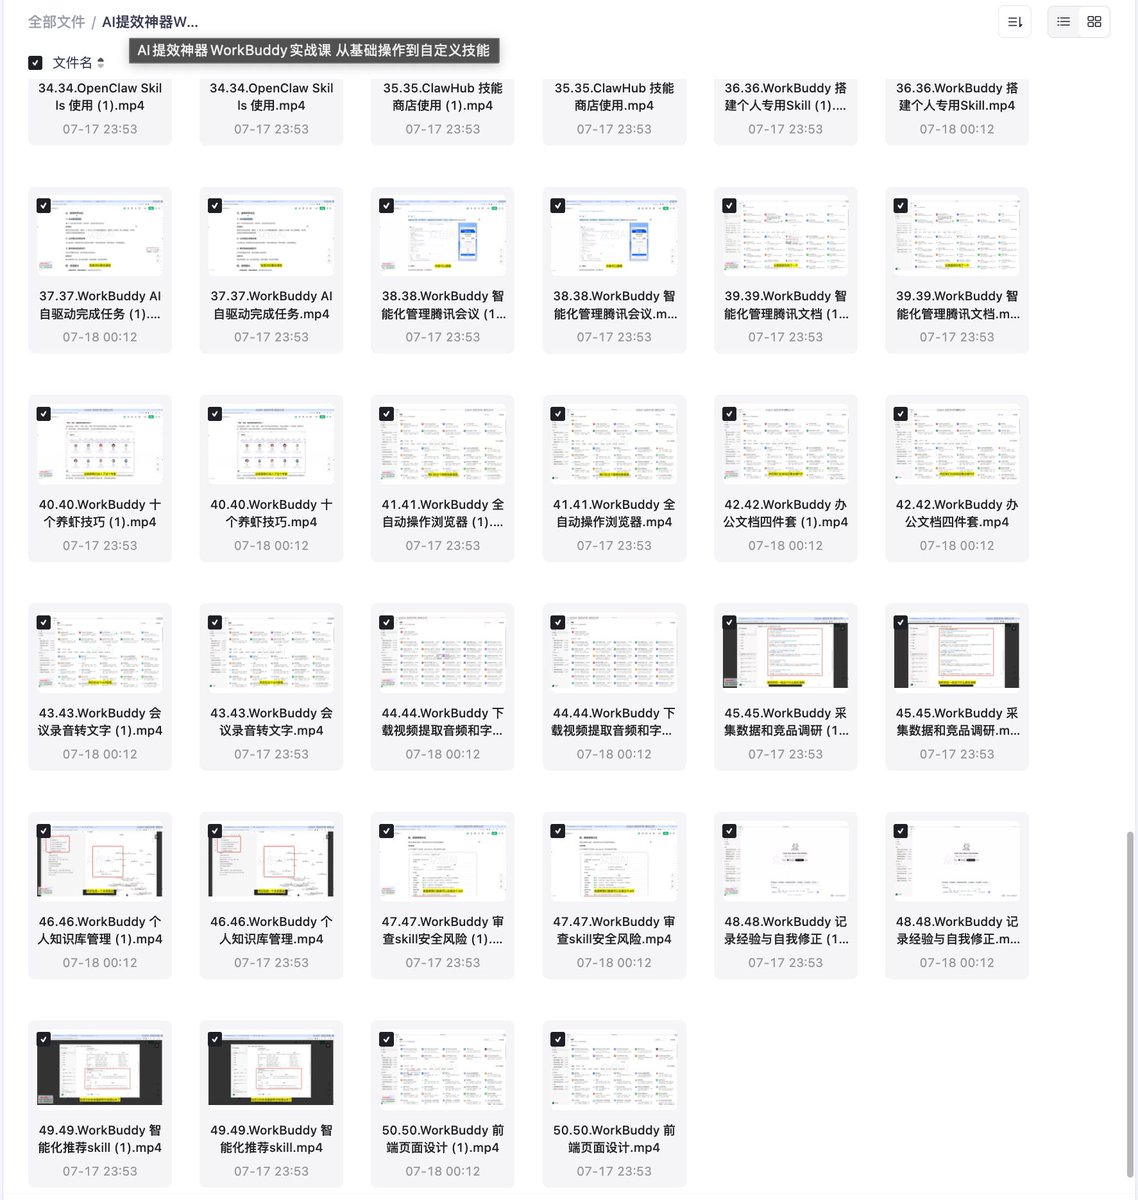 全部文件 / AI提效神器W...
AI提效神器WorkBuddy实战课 从基础操作到自定义技能
文件名
34.34.OpenClaw Skil
ls 使用 (1).mp4
07-17 23:53
34.34.OpenClaw Skil
ls 使用.mp4
07-17 23:53
35.35.ClawHub 技能
商店使用 (1).mp4
07-17 23:53
35.35.ClawHub 技能
商店使用.mp4
07-17 23:53
36.36.WorkBuddy 搭
建个人专用Skill (1)....
07-17 23:53
36.36.WorkBuddy 搭
建个人专用Skill.mp4
07-18 00:12
37.37.WorkBuddy AI
自驱动完成任务 (1)....
07-18 00:12
37.37.WorkBuddy AI
自驱动完成任务.mp4
07-17 23:53
38.38.WorkBuddy 智
能化管理腾讯会议 (1...
07-17 23:53
38.38.WorkBuddy 智
能化管理腾讯会议.m...
07-17 23:53
39.39.WorkBuddy 智
能化管理腾讯文档 (1...
07-17 23:53
39.39.WorkBuddy 智
能化管理腾讯文档.m...
07-17 23:53
40.40.WorkBuddy 十
个养虾技巧 (1).mp4
07-17 23:53
40.40.WorkBuddy 十
个养虾技巧.mp4
07-18 00:12
41.41.WorkBuddy 全
自动操作浏览器 (1)....
07-17 23:53
41.41.WorkBuddy 全
自动操作浏览器.mp4
07-17 23:53
42.42.WorkBuddy 办
公文档四件套 (1).mp4
07-17 23:53
42.42.WorkBuddy 办
公文档四件套.mp4
07-18 00:12
43.43.WorkBuddy 会
议录音转文字 (1).mp4
07-18 00:12
43.43.WorkBuddy 会
议录音转文字.mp4
07-17 23:53
44.44.WorkBuddy 下
载视频提取音频和字...
07-18 00:12
44.44.WorkBuddy 下
载视频提取音频和字...
07-18 00:12
45.45.WorkBuddy 采
集数据和竞品调研 (1...
07-17 23:53
45.45.WorkBuddy 采
集数据和竞品调研.m...
07-17 23:53
46.46.WorkBuddy 个
人知识库管理 (1).mp4
07-18 00:12
46.46.WorkBuddy 个
人知识库管理.mp4
07-17 23:53
47.47.WorkBuddy 审
查skill安全风险 (1)....
07-17 23:53
47.47.WorkBuddy 审
查skill安全风险.mp4
07-18 00:12
48.48.WorkBuddy 记
录经验与自我修正 (1...
07-17 23:53
48.48.WorkBuddy 记
录经验与自我修正.m...
07-18 00:12
49.49.WorkBuddy 智
能化推荐skill (1).mp4
07-17 23:53
49.49.WorkBuddy 智
能化推荐skill.mp4
07-17 23:53
50.50.WorkBuddy 前
端页面设计 (1).mp4
07-18 00:12
50.50.WorkBuddy 前
端页面设计.mp4
07-17 23:53